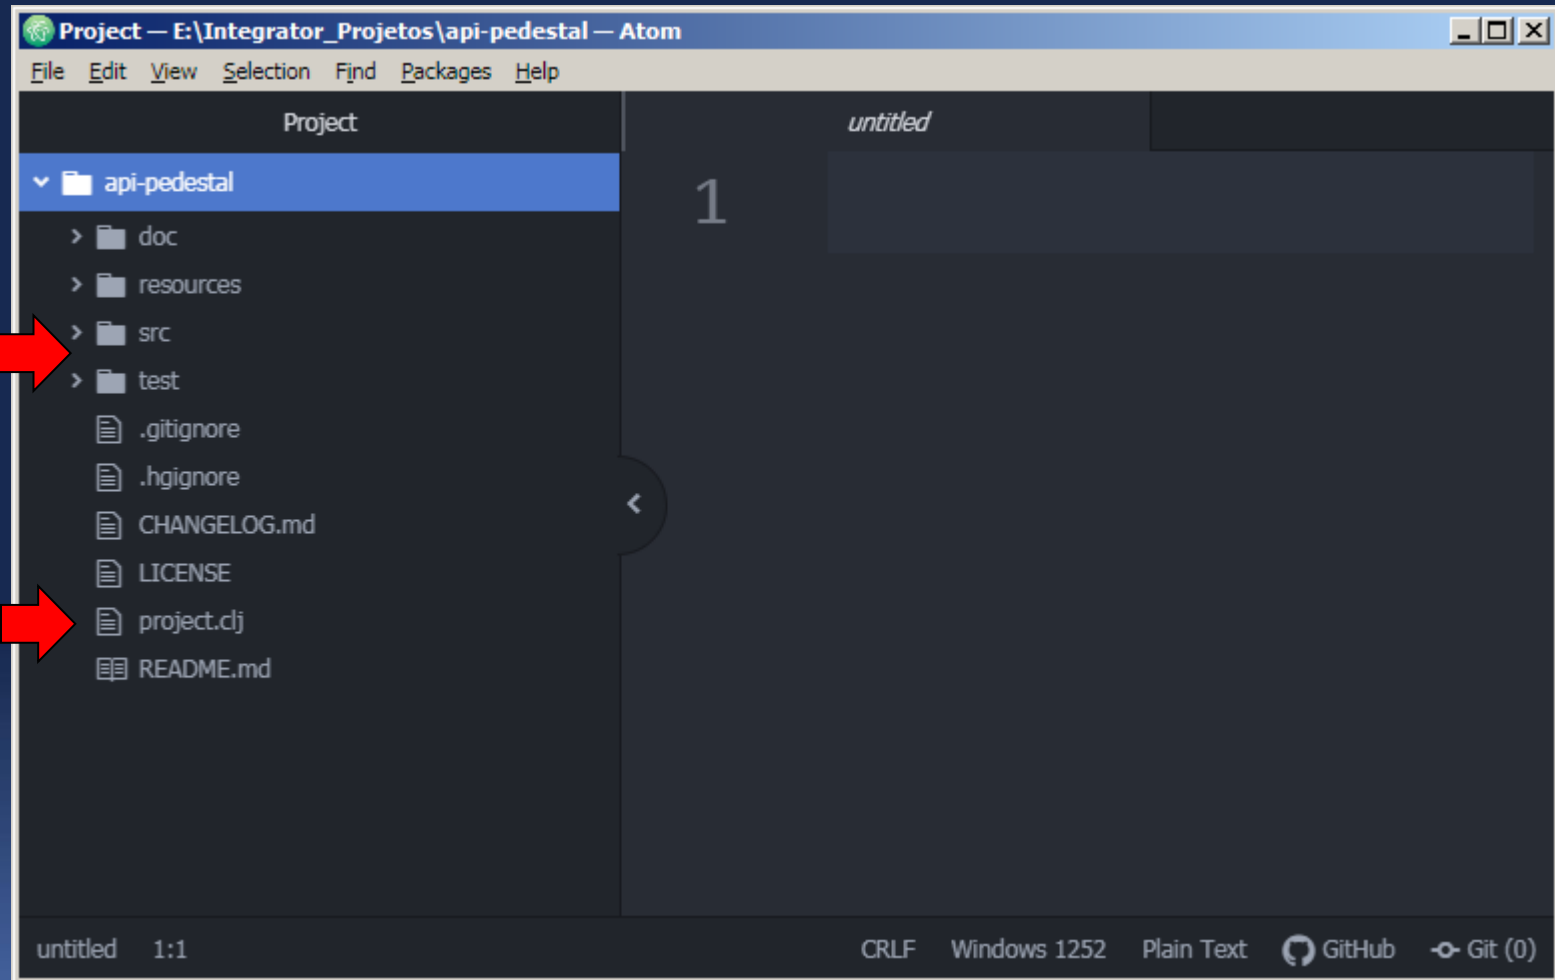 Project — E:\Integrator_Projetos\api-pedestal — Atom
File Edit View Selection Find Packages Help
Project
untitled
api-pedestal
1
doc
resources
src
test
.gitignore
.hgignore
CHANGELOG.md
LICENSE
project.clj
README.md
untitled 1:1 CRLF Windows 1252 Plain Text GitHub Git (0)